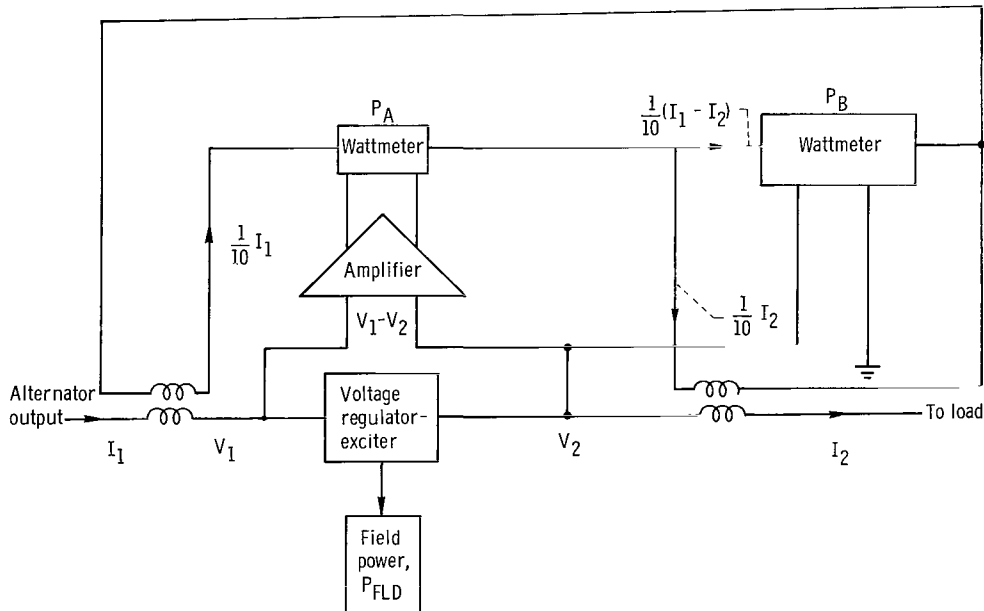 P_A
Wattmeter
1/10 (I_1 - I_2)
P_B
Wattmeter
1/10 I_1
Amplifier
V_1-V_2
1/10 I_2
Alternator
output
I_1
V_1
Voltage
regulator-
exciter
V_2
I_2
To load
Field
power,
P_FLD